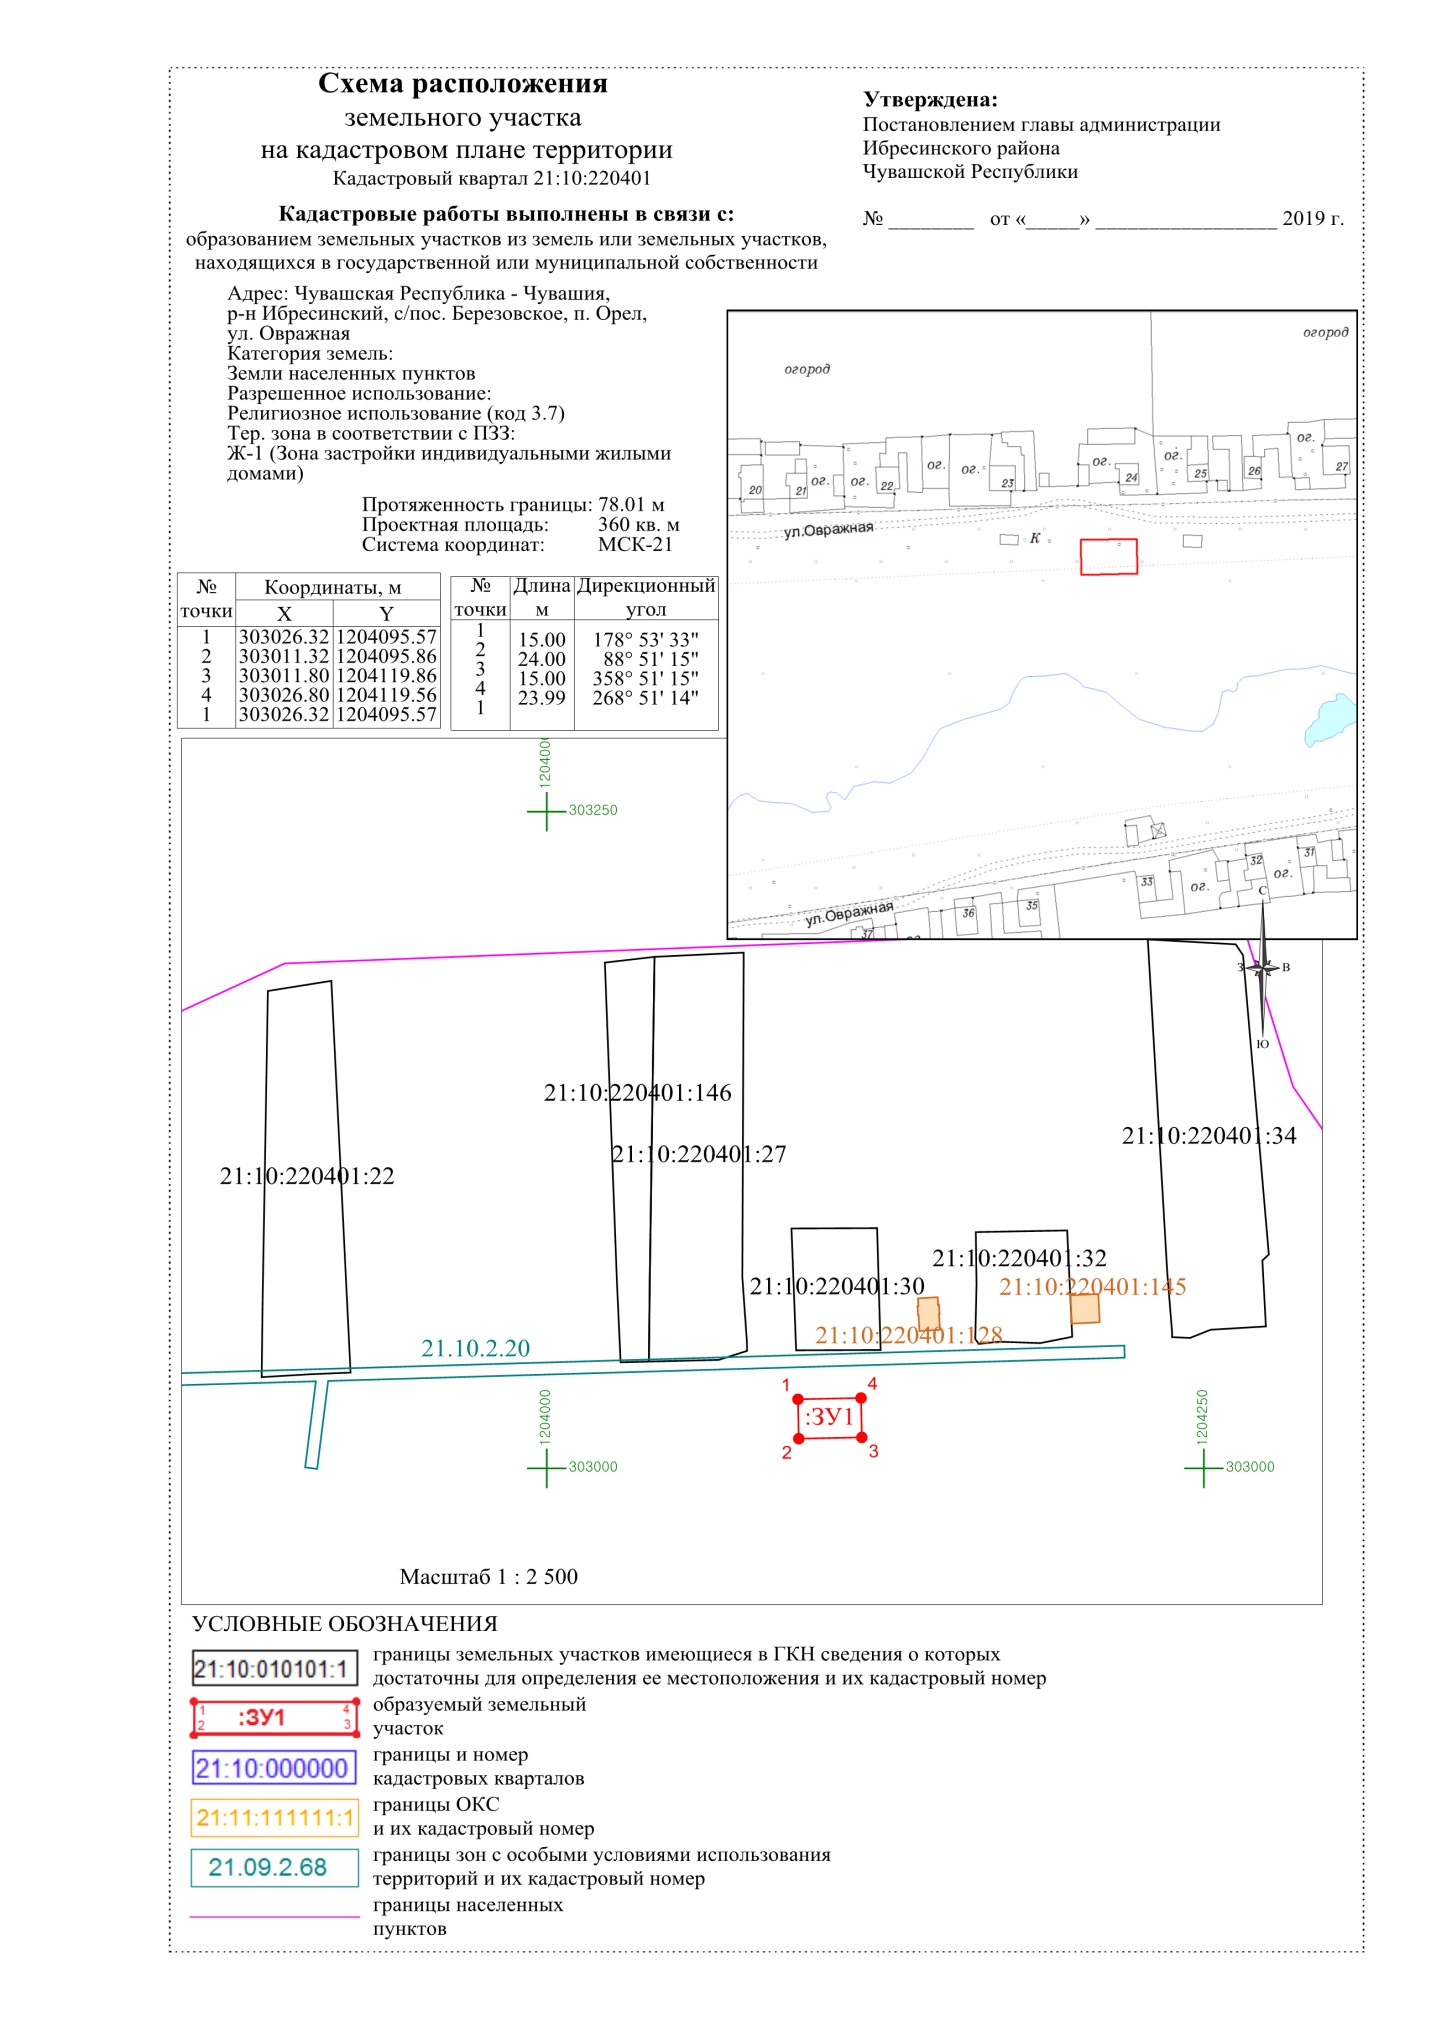 Схема расположения
земельного участка
на кадастровом плане территории
Кадастровый квартал 21:10:220401
Кадастровые работы выполнены в связи с:
образованием земельных участков из земель или земельных участков,
находящихся в государственной или муниципальной собственности
Утверждена:
Постановлением главы администрации
Ибресинского района
Чувашской Республики
№ ________ от «_____» _________________ 2019 г.
Адрес: Чувашская Республика - Чувашия,
р-н Ибресинский, с/пос. Березовское, п. Орел,
ул. Овражная
Категория земель:
Земли населенных пунктов
Разрешенное использование:
Религиозное использование (код 3.7)
Тер. зона в соответствии с ПЗЗ:
Ж-1 (Зона застройки индивидуальными жилыми
домами)
Протяженность границы: 78.01 м
Проектная площадь: 360 кв. м
Система координат: МСК-21
№ точки Координаты, м
X Y
1 303026.32 1204095.57
2 303011.32 1204095.86
3 303011.80 1204119.86
4 303026.80 1204119.56
1 303026.32 1204095.57
№ Длина Дирекционный
точки м угол
1
15.00 178° 53' 33"
2
24.00 88° 51' 15"
3
15.00 358° 51' 15"
4
23.99 268° 51' 14"
1
огород
огород
20 21 ог. ог. 22 ог. ог. 23 ог. 24 ог. 25 26 ог. 27
ул.Овражная
К
33 ог. 32 ог. 31
ул.Овражная
37 36 35
С
З В
Ю
1204000
303250
21:10:220401:146
21:10:220401:34
21:10:220401:27
21:10:220401:22
21:10:220401:32
21:10:220401:30
21:10:220401:145
21:10:220401:128
21.10.2.20
1 4
:ЗУ1
2 3
1204000
303000
1204250
303000
Масштаб 1 : 2 500
УСЛОВНЫЕ ОБОЗНАЧЕНИЯ
21:10:010101:1
границы земельных участков имеющиеся в ГКН сведения о которых
достаточны для определения ее местоположения и их кадастровый номер
1 :ЗУ1 4
2 3
образуемый земельный
участок
21:10:000000
границы и номер
кадастровых кварталов
21:11:111111:1
границы ОКС
и их кадастровый номер
21.09.2.68
границы зон с особыми условиями использования
территорий и их кадастровый номер
границы населенных
пунктов